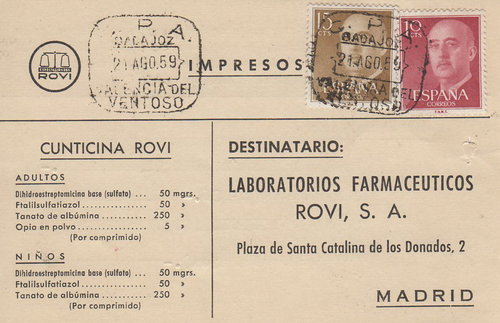 C. P. A.
BADAJOZ
21 AGO. 59
VALENCIA DEL
VENTOSO
ROVI
IMPRESOS
15
CTS
ESPAÑA
10
CTS
ESPAÑA
CORREOS
F.N.M.T.
C. P. A.
BADAJOZ
21 AGO. 59
CUNTICINA ROVI
ADULTOS
Dihidroestreptomicina base (sulfato) ... 50 mgrs.
Ftalilsulfatiazol .............. 50 »
Tanato de albúmina ........ 250 »
Opio en polvo ................ 5 »
(Por comprimido)
NIÑOS
Dihidroestreptomicina base (sulfato) ... 50 mgrs.
Ftalilsulfatiazol .............. 50 »
Tanato de albúmina ........ 250 »
(Por comprimido)
DESTINATARIO:
LABORATORIOS FARMACEUTICOS
ROVI, S. A.
Plaza de Santa Catalina de los Donados, 2
MADRID